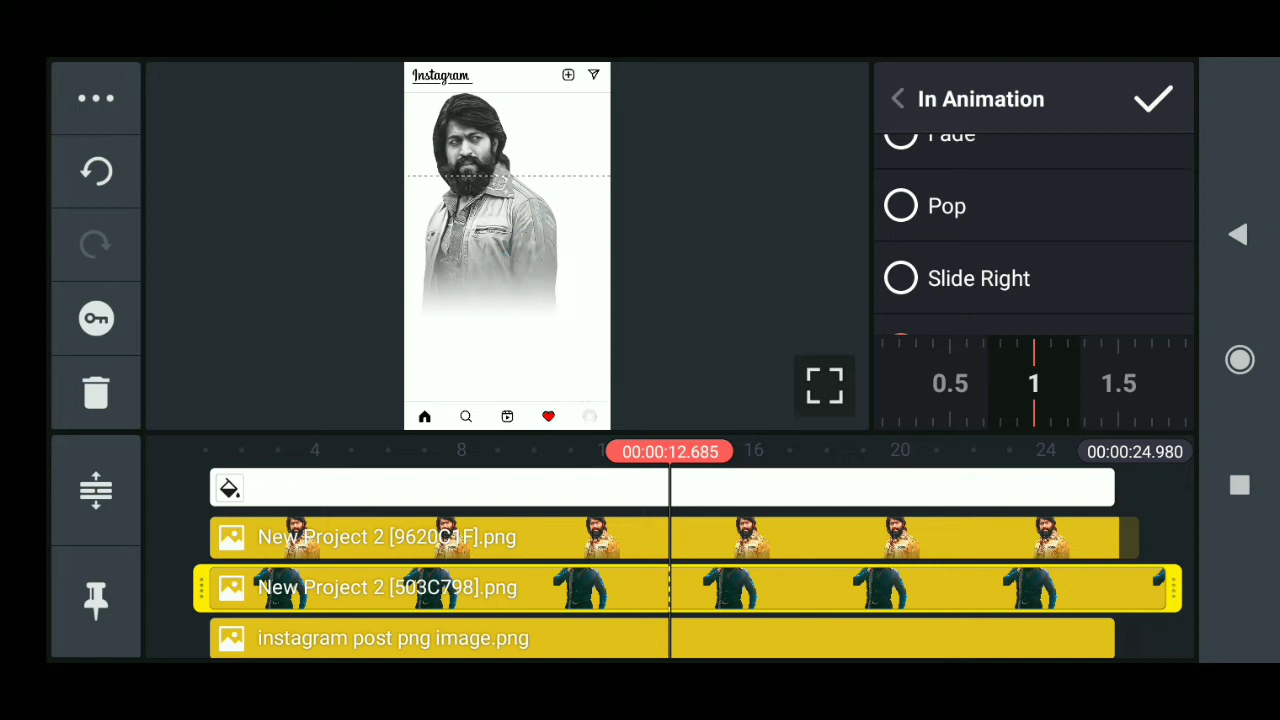 Instagram
In Animation
Fade
Pop
Slide Right
0.5 1 1.5
4 8 1 00:00:12.685 16 20 24 00:00:24.980
New Project 2 [9620C1F].png
New Project 2 [503C798].png
instagram post png image.png